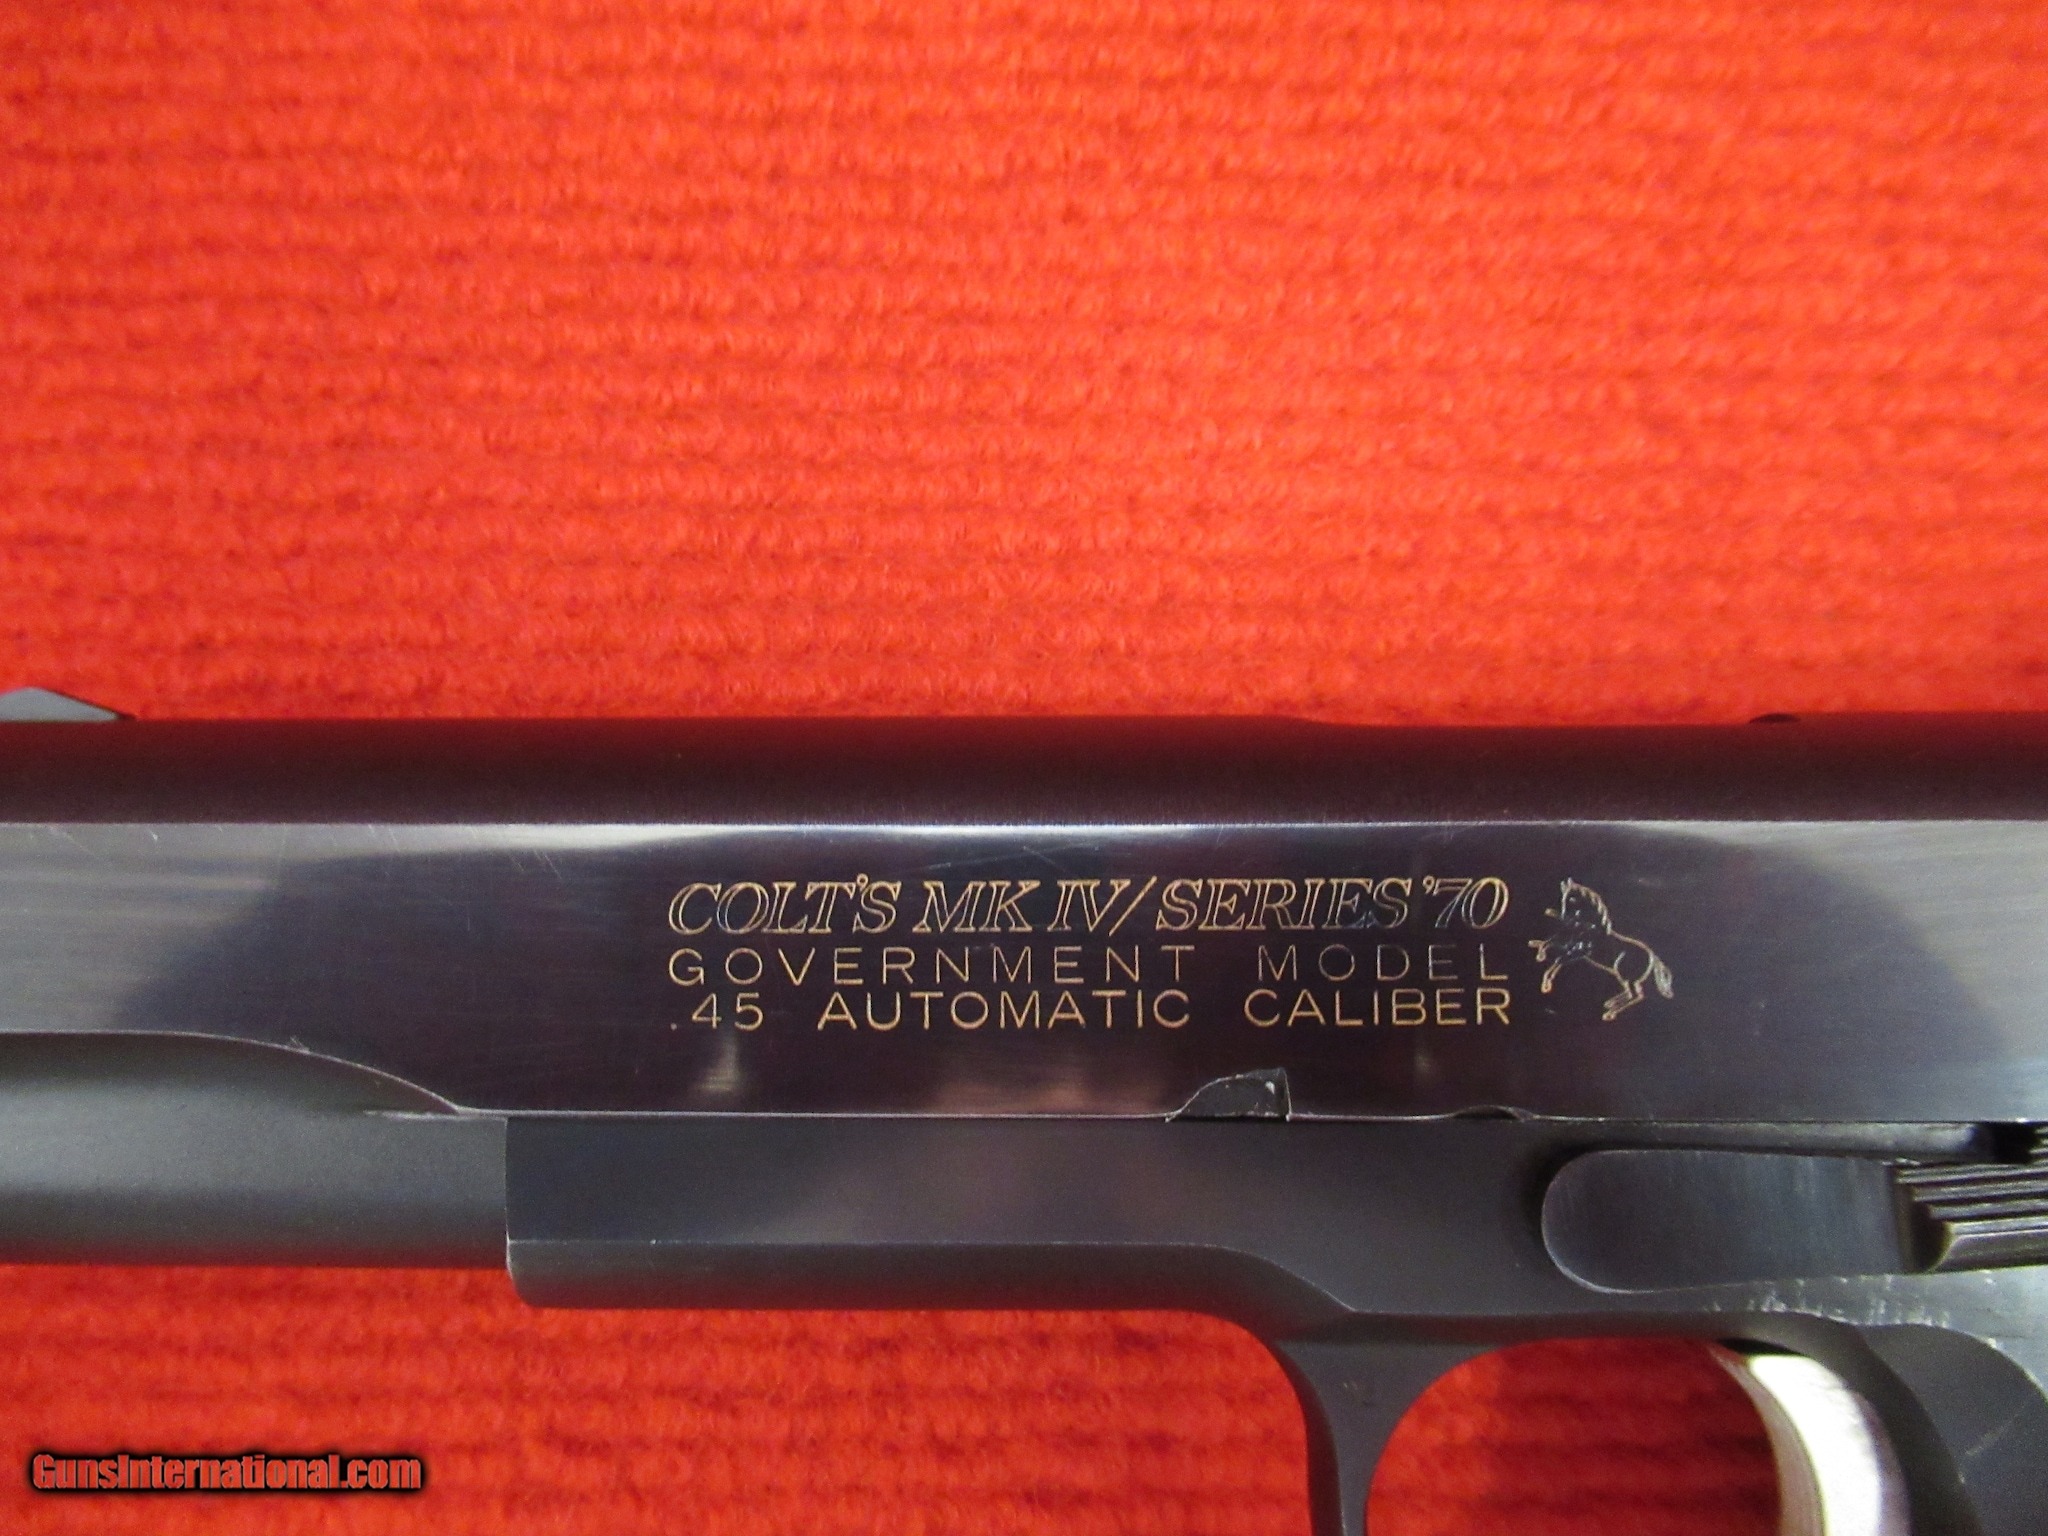 COLT'S MK IV/SERIES '70
GOVERNMENT MODEL
.45 AUTOMATIC CALIBER
GunsInternational.com